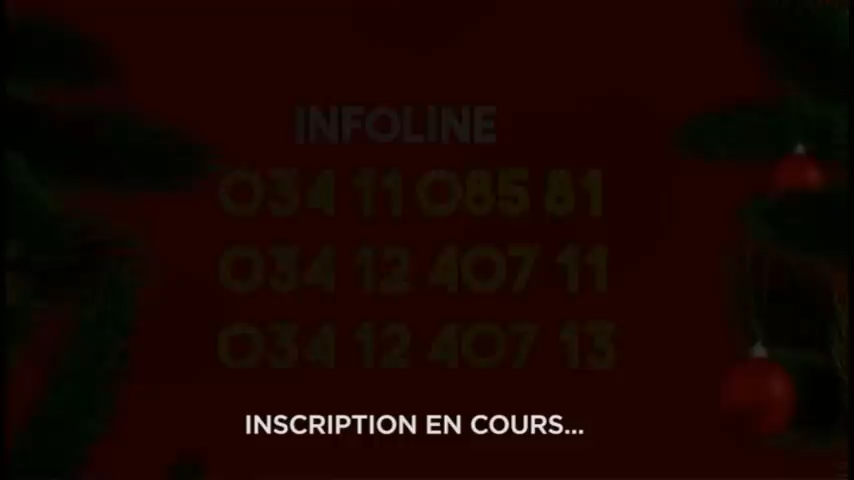 INFOLINE
034 11 085 81
034 12 407 11
034 12 407 13
INSCRIPTION EN COURS...